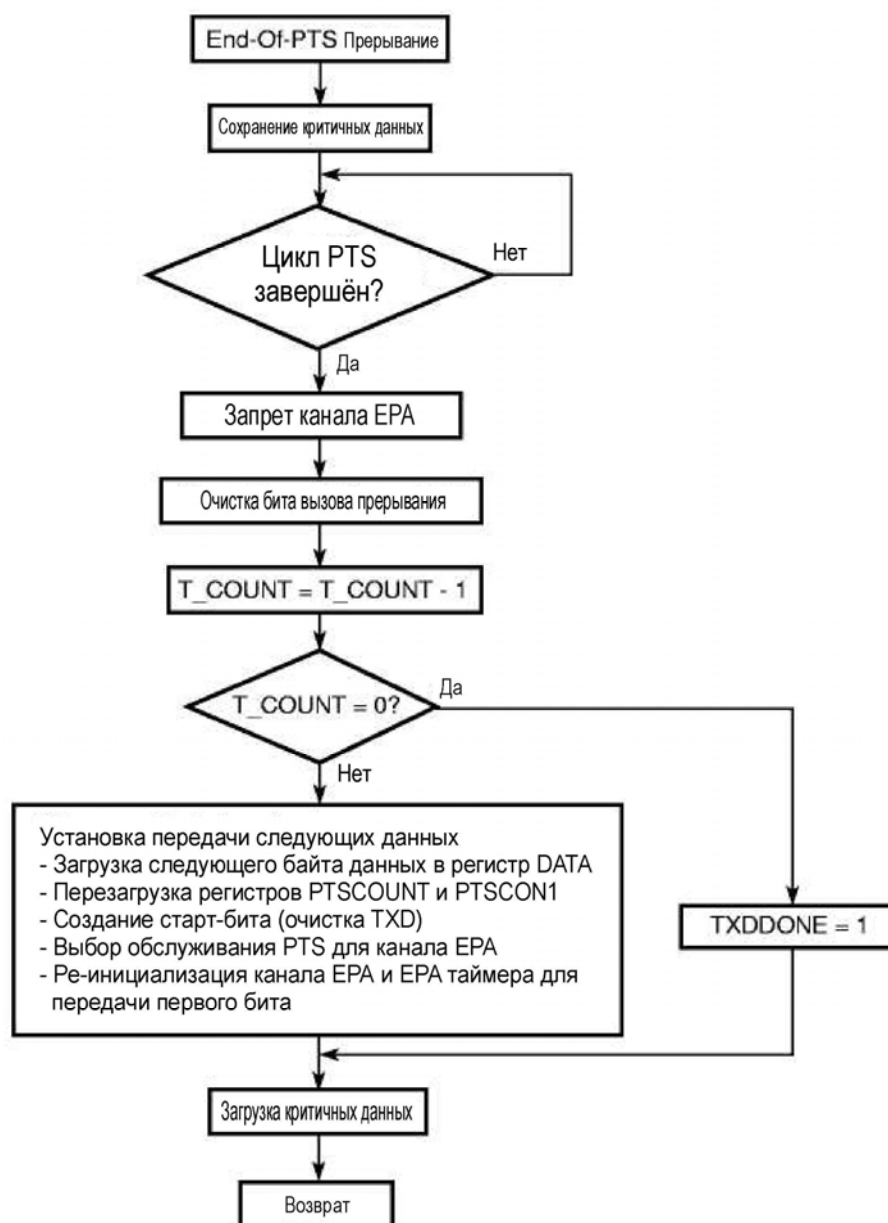 End-Of-PTS Прерывание
Сохранение критичных данных
Цикл PTS
завершён?
Нет
Да
Запрет канала EPA
Очистка бита вызова прерывания
T_COUNT = T_COUNT - 1
T_COUNT = 0?
Да
Нет
Установка передачи следующих данных
- Загрузка следующего байта данных в регистр DATA
- Перезагрузка регистров PTSCOUNT и PTSCON1
- Создание старт-бита (очистка TXD)
- Выбор обслуживания PTS для канала EPA
- Ре-инициализация канала EPA и EPA таймера для
передачи первого бита
TXDDONE = 1
Загрузка критичных данных
Возврат